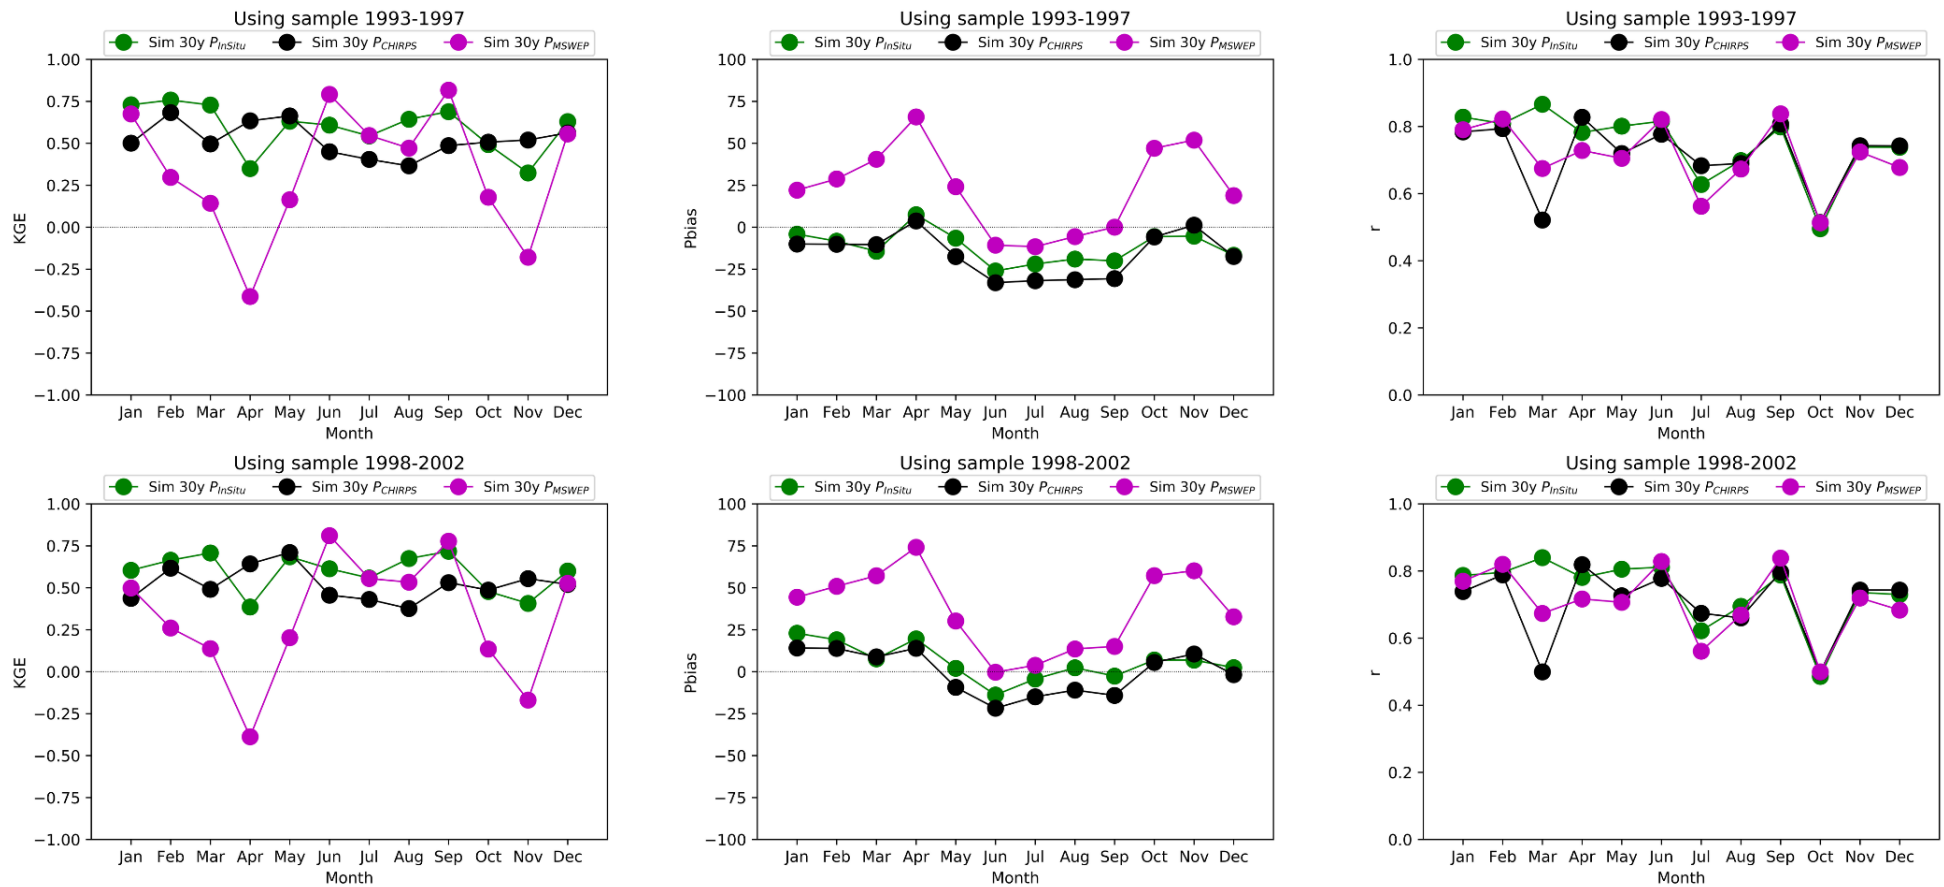 Using sample 1993-1997
Sim 30y P_InSitu Sim 30y P_CHIRPS Sim 30y P_MSWEP
1.00
0.75
0.50
0.25
0.00
−0.25
−0.50
−0.75
−1.00
KGE
Jan Feb Mar Apr May Jun Jul Aug Sep Oct Nov Dec
Month
Using sample 1993-1997
Sim 30y P_InSitu Sim 30y P_CHIRPS Sim 30y P_MSWEP
100
75
50
25
0
−25
−50
−75
−100
Pbias
Jan Feb Mar Apr May Jun Jul Aug Sep Oct Nov Dec
Month
Using sample 1993-1997
Sim 30y P_InSitu Sim 30y P_CHIRPS Sim 30y P_MSWEP
1.0
0.8
0.6
0.4
0.2
0.0
r
Jan Feb Mar Apr May Jun Jul Aug Sep Oct Nov Dec
Month
Using sample 1998-2002
Sim 30y P_InSitu Sim 30y P_CHIRPS Sim 30y P_MSWEP
1.00
0.75
0.50
0.25
0.00
−0.25
−0.50
−0.75
−1.00
KGE
Jan Feb Mar Apr May Jun Jul Aug Sep Oct Nov Dec
Month
Using sample 1998-2002
Sim 30y P_InSitu Sim 30y P_CHIRPS Sim 30y P_MSWEP
100
75
50
25
0
−25
−50
−75
−100
Pbias
Jan Feb Mar Apr May Jun Jul Aug Sep Oct Nov Dec
Month
Using sample 1998-2002
Sim 30y P_InSitu Sim 30y P_CHIRPS Sim 30y P_MSWEP
1.0
0.8
0.6
0.4
0.2
0.0
r
Jan Feb Mar Apr May Jun Jul Aug Sep Oct Nov Dec
Month